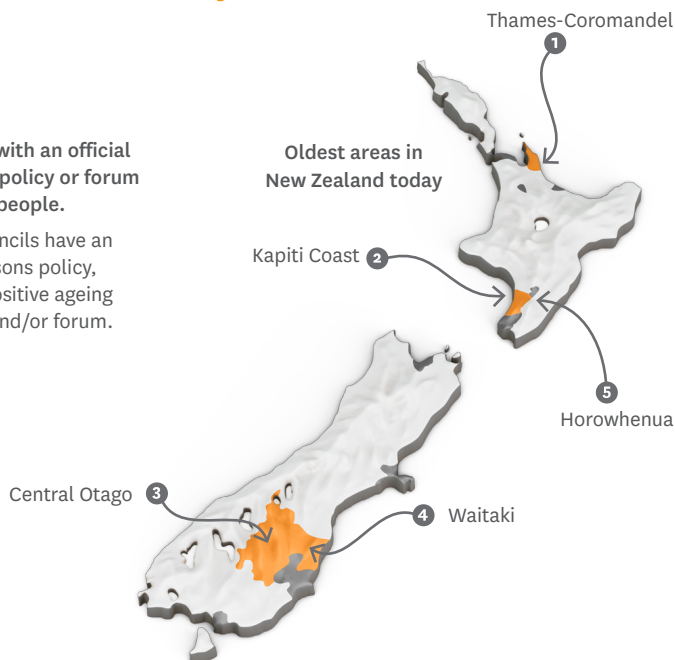 Thames-Coromandel
1
with an official
policy or forum
people.
ncils have an
sons policy,
ositive ageing
nd/or forum.
Oldest areas in
New Zealand today
Kapiti Coast 2
5
Horowhenua
Central Otago 3
4 Waitaki